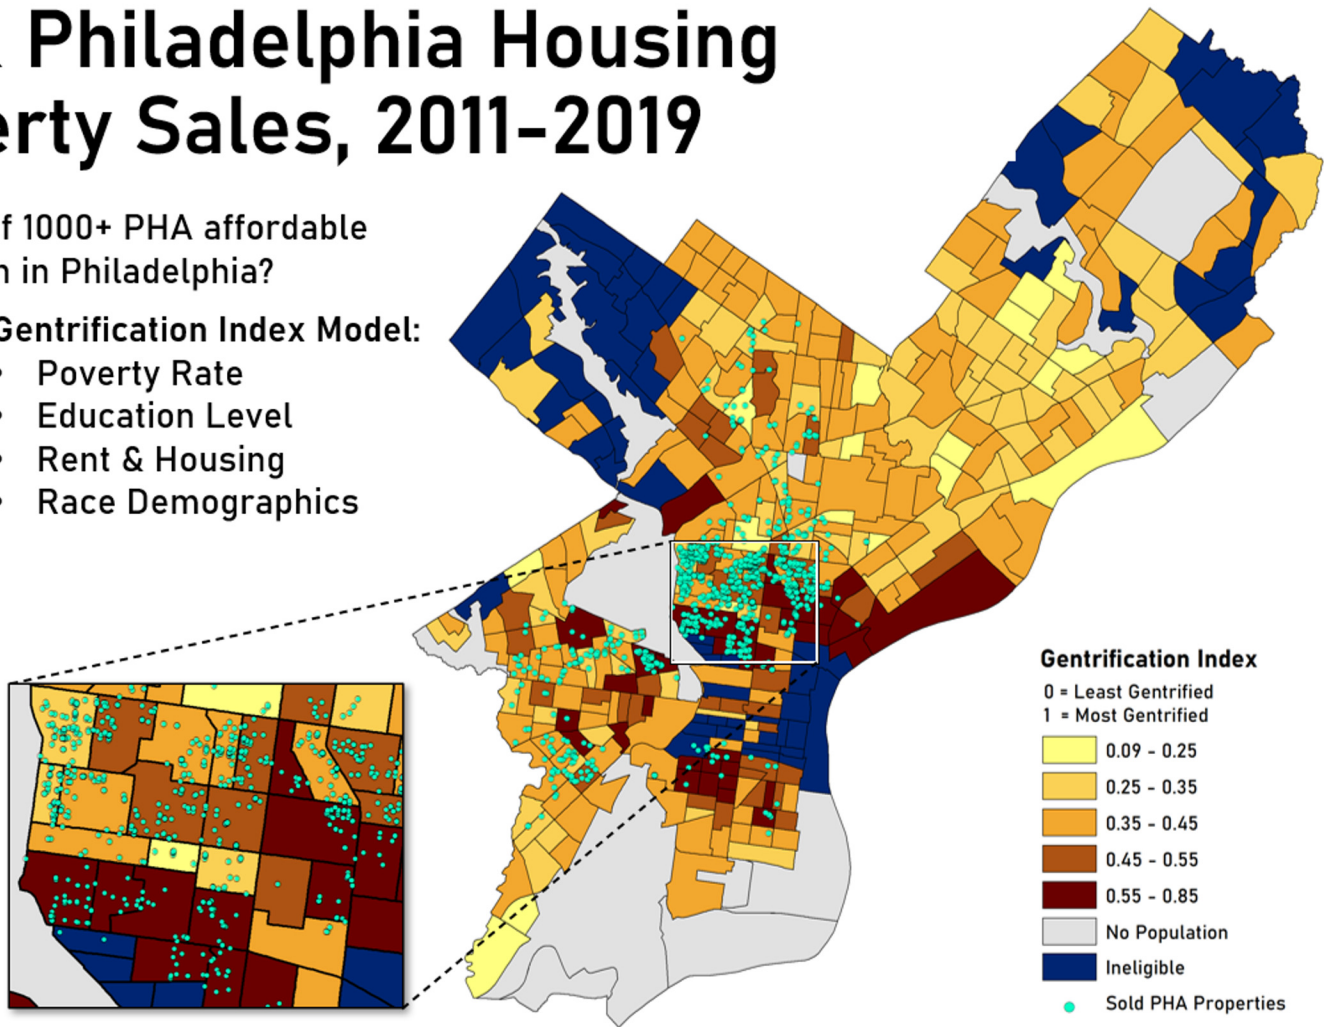 Philadelphia Housing
erty Sales, 2011-2019
f 1000+ PHA affordable
n in Philadelphia?
Gentrification Index Model:
• Poverty Rate
• Education Level
• Rent & Housing
• Race Demographics
Gentrification Index
0 = Least Gentrified
1 = Most Gentrified
0.09 - 0.25
0.25 - 0.35
0.35 - 0.45
0.45 - 0.55
0.55 - 0.85
No Population
Ineligible
Sold PHA Properties